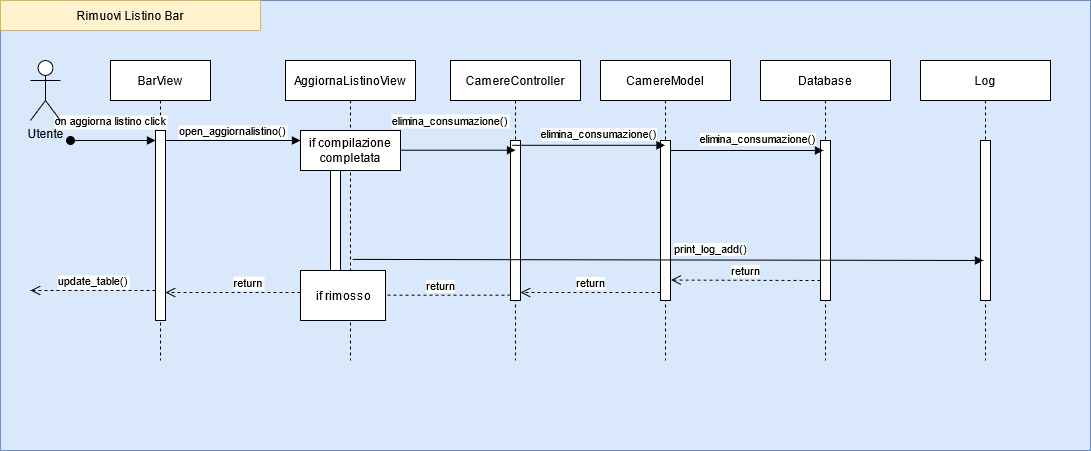 Rimuovi Listino Bar
BarView
AggiornaListinoView
CamereController
CamereModel
Database
Log
Utente
on aggiorna listino click
open_aggiornalistino()
if compilazione
completata
elimina_consumazione()
elimina_consumazione()
elimina_consumazione()
print_log_add()
return
return
return
if rimosso
return
update_table()